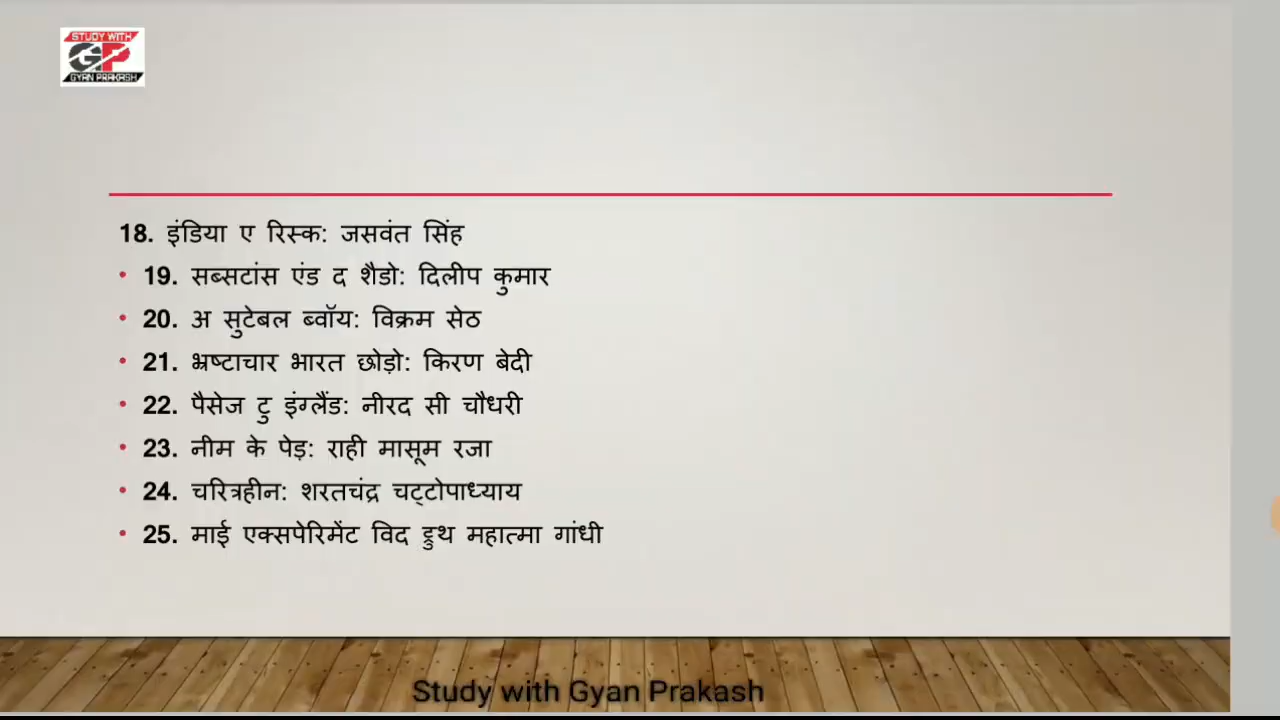 STUDY WITH
GP
GYAN PRAKASH
18. इंडिया ए रिस्क: जसवंत सिंह
• 19. सब्सटांस एंड द शैडो: दिलीप कुमार
• 20. अ सुटेबल ब्वॉय: विक्रम सेठ
• 21. भ्रष्टाचार भारत छोड़ो: किरण बेदी
• 22. पैसेज टु इंग्लैंड: नीरद सी चौधरी
• 23. नीम के पेड़: राही मासूम रजा
• 24. चरित्रहीन: शरतचंद्र चट्टोपाध्याय
• 25. माई एक्सपेरिमेंट विद ट्रुथ महात्मा गांधी
Study with Gyan Prakash